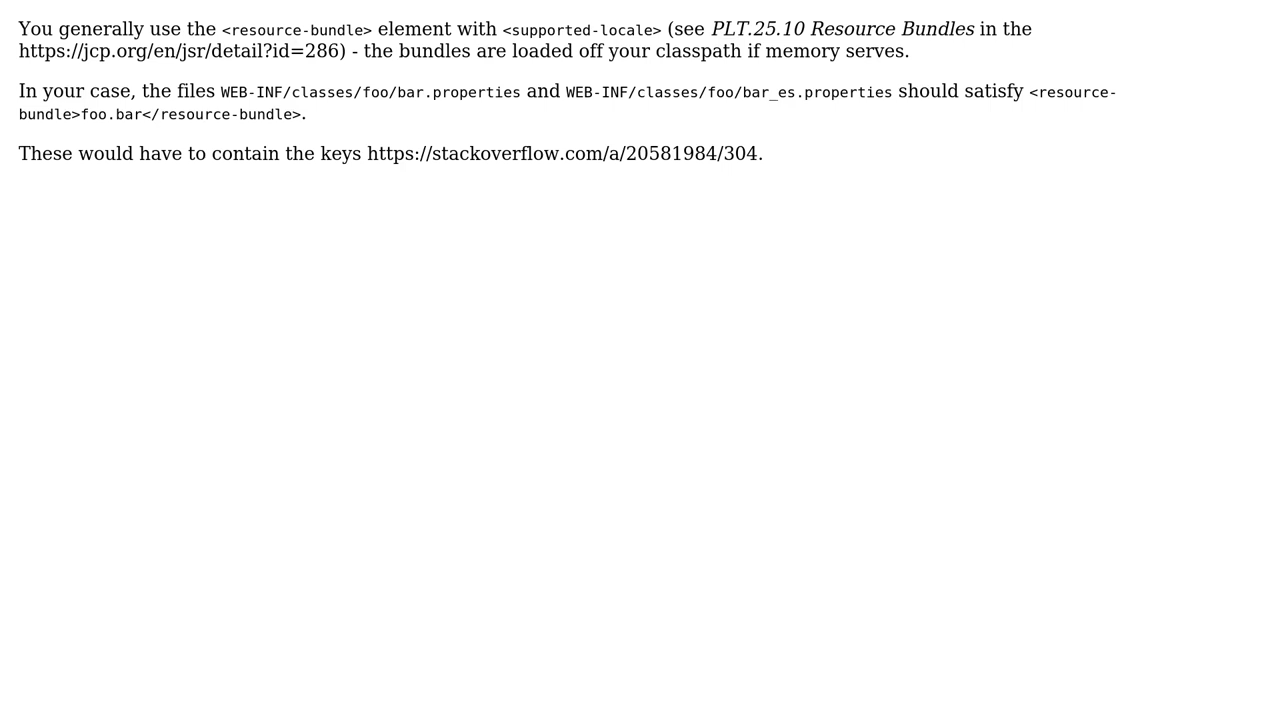 You generally use the <resource-bundle> element with <supported-locale> (see PLT.25.10 Resource Bundles in the
https://jcp.org/en/jsr/detail?id=286) - the bundles are loaded off your classpath if memory serves.
In your case, the files WEB-INF/classes/foo/bar.properties and WEB-INF/classes/foo/bar_es.properties should satisfy <resource-
bundle>foo.bar</resource-bundle>.
These would have to contain the keys https://stackoverflow.com/a/20581984/304.